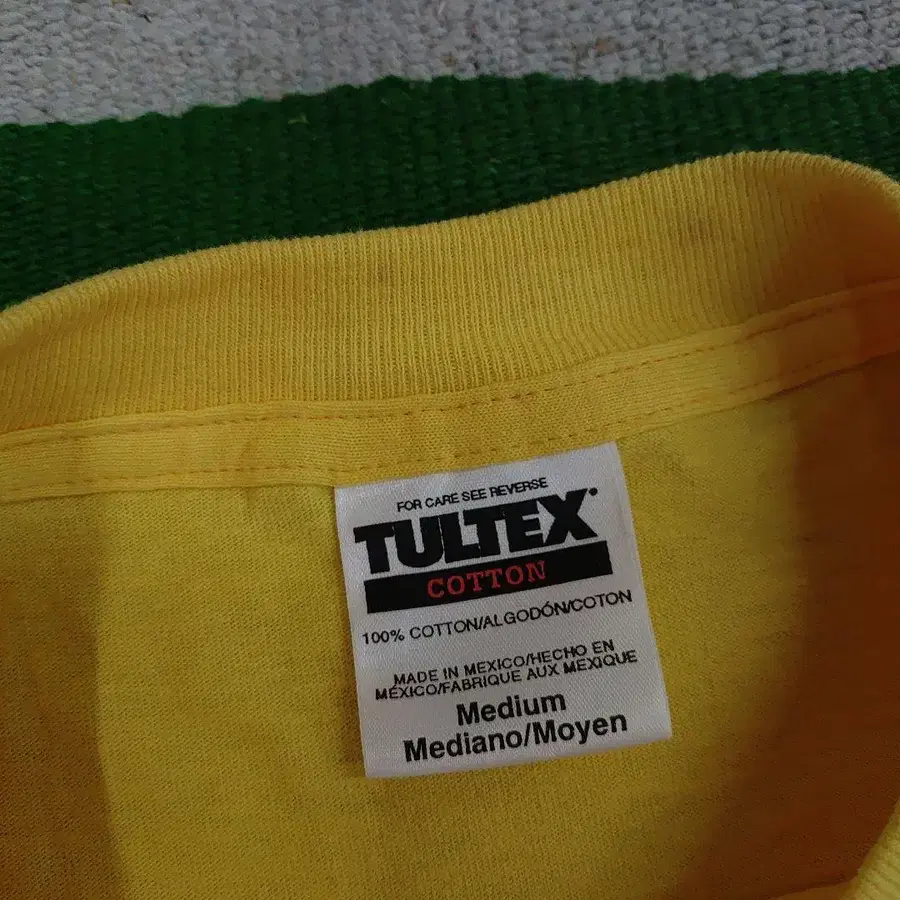 FOR CARE SEE REVERSE
TULTEX
COTTON
100% COTTON/ALGODÓN/COTON
MADE IN MEXICO/HECHO EN
MÉXICO/FABRIQUE AUX MEXIQUE
Medium
Mediano/Moyen